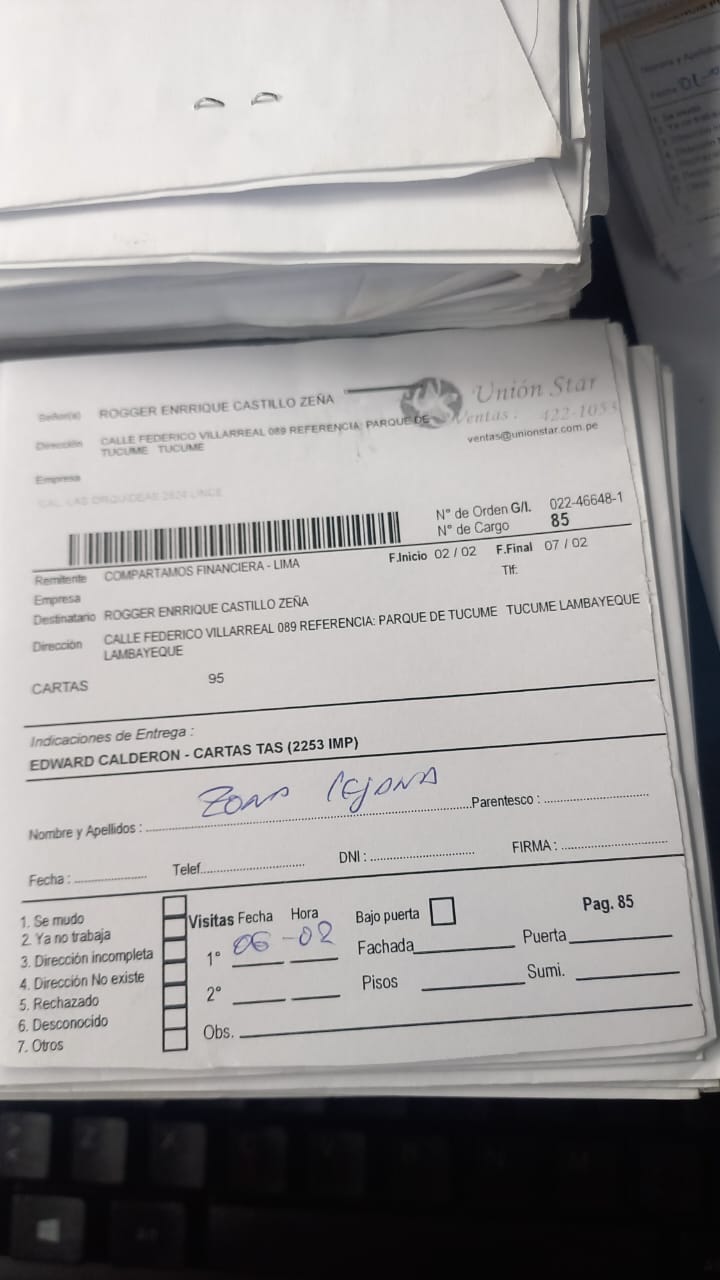 Señor(a) ROGGER ENRRIQUE CASTILLO ZEÑA
Unión Star
Dirección CALLE FEDERICO VILLARREAL 089 REFERENCIA: PARQUE DE
TUCUME TUCUME
Ventas. 422-1053
ventas@unionstar.com.pe
Empresa
CAL. LAS ORQUIDEAS 2624 LINCE
N° de Orden G/I. 022-46648-1
N° de Cargo 85
Remitente COMPARTAMOS FINANCIERA - LIMA
F.Inicio 02 / 02 F.Final 07 / 02
Empresa
Tlf:
Destinatario ROGGER ENRRIQUE CASTILLO ZEÑA
Dirección CALLE FEDERICO VILLARREAL 089 REFERENCIA: PARQUE DE TUCUME TUCUME LAMBAYEQUE
LAMBAYEQUE
CARTAS 95
Indicaciones de Entrega :
EDWARD CALDERON - CARTAS TAS (2253 IMP)
Zona lejana
Nombre y Apellidos : Parentesco :
Fecha : Telef. DNI : FIRMA :
1. Se mudo
2. Ya no trabaja
3. Dirección incompleta
4. Dirección No existe
5. Rechazado
6. Desconocido
7. Otros
Visitas Fecha Hora Bajo puerta Pag. 85
1° 06-02 Fachada Puerta
2° Pisos Sumi.
Obs.